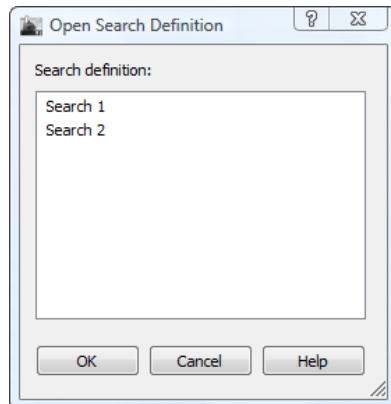 Open Search Definition
Search definition:
Search 1
Search 2
OK Cancel Help